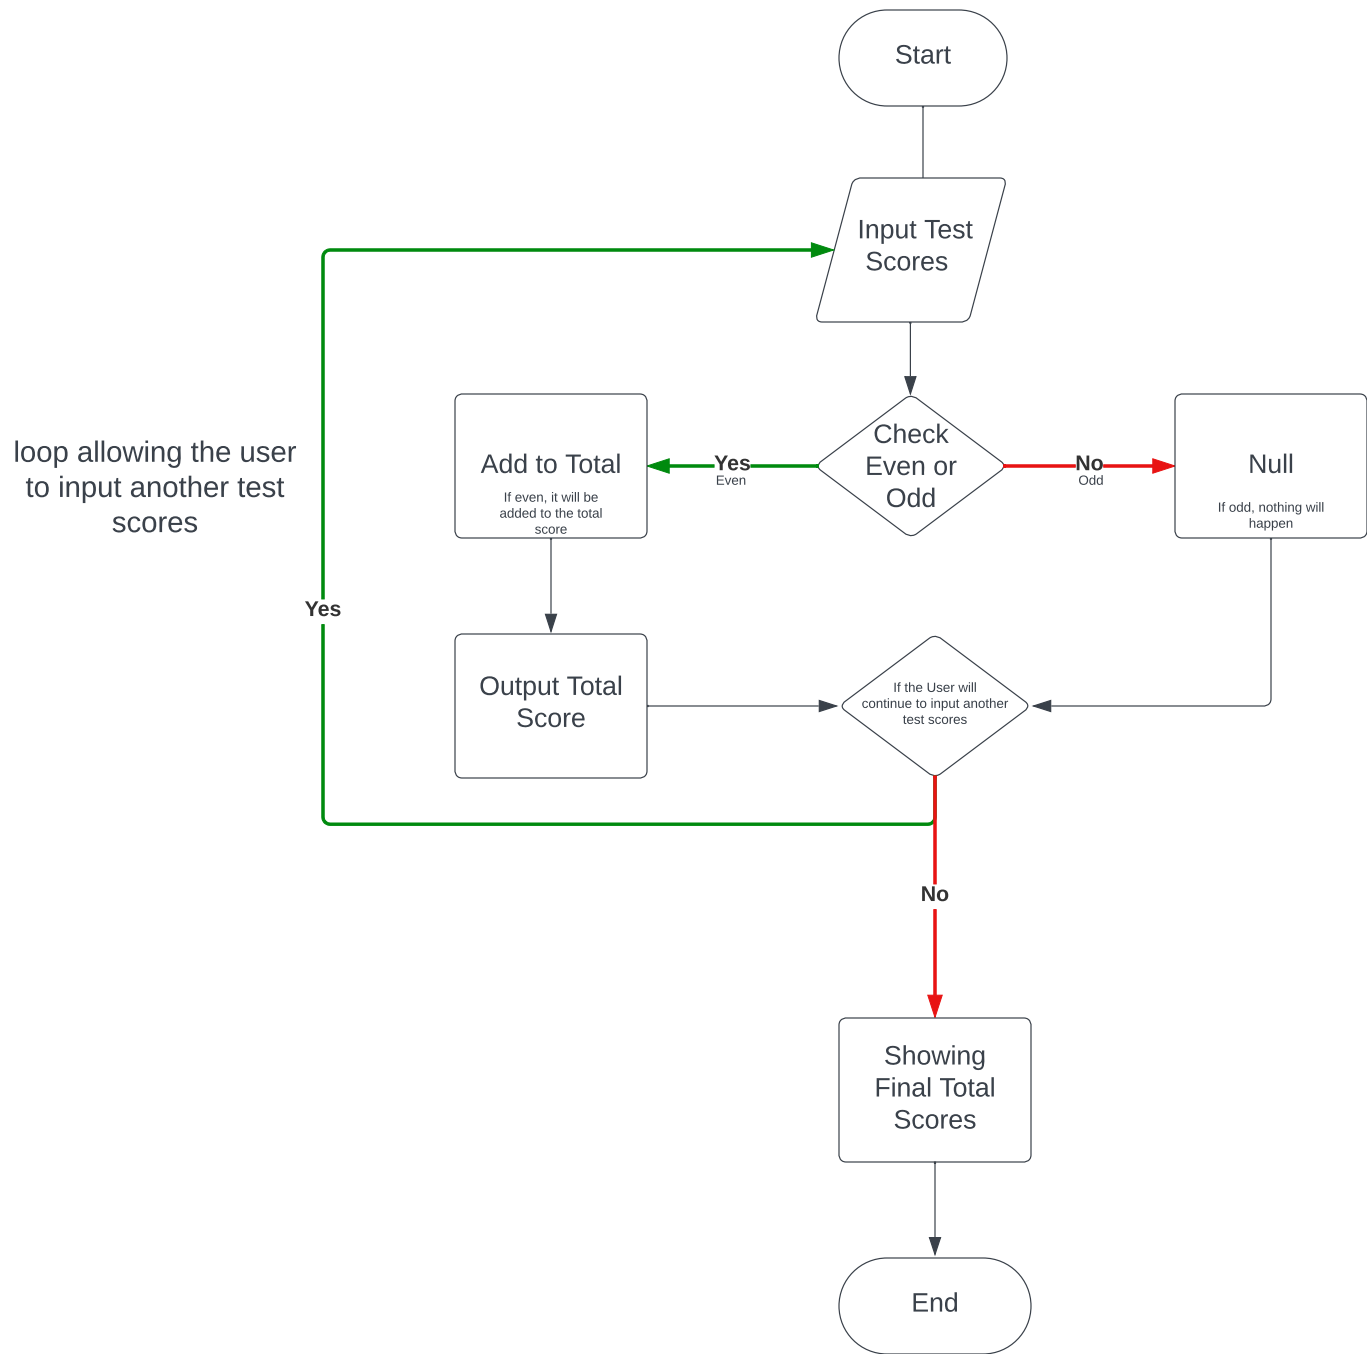 Start
Input Test
Scores
Check
Even or
Odd
Yes
Even
No
Odd
Add to Total
If even, it will be
added to the total
score
Null
If odd, nothing will
happen
loop allowing the user
to input another test
scores
Yes
Output Total
Score
If the User will
continue to input another
test scores
No
Showing
Final Total
Scores
End